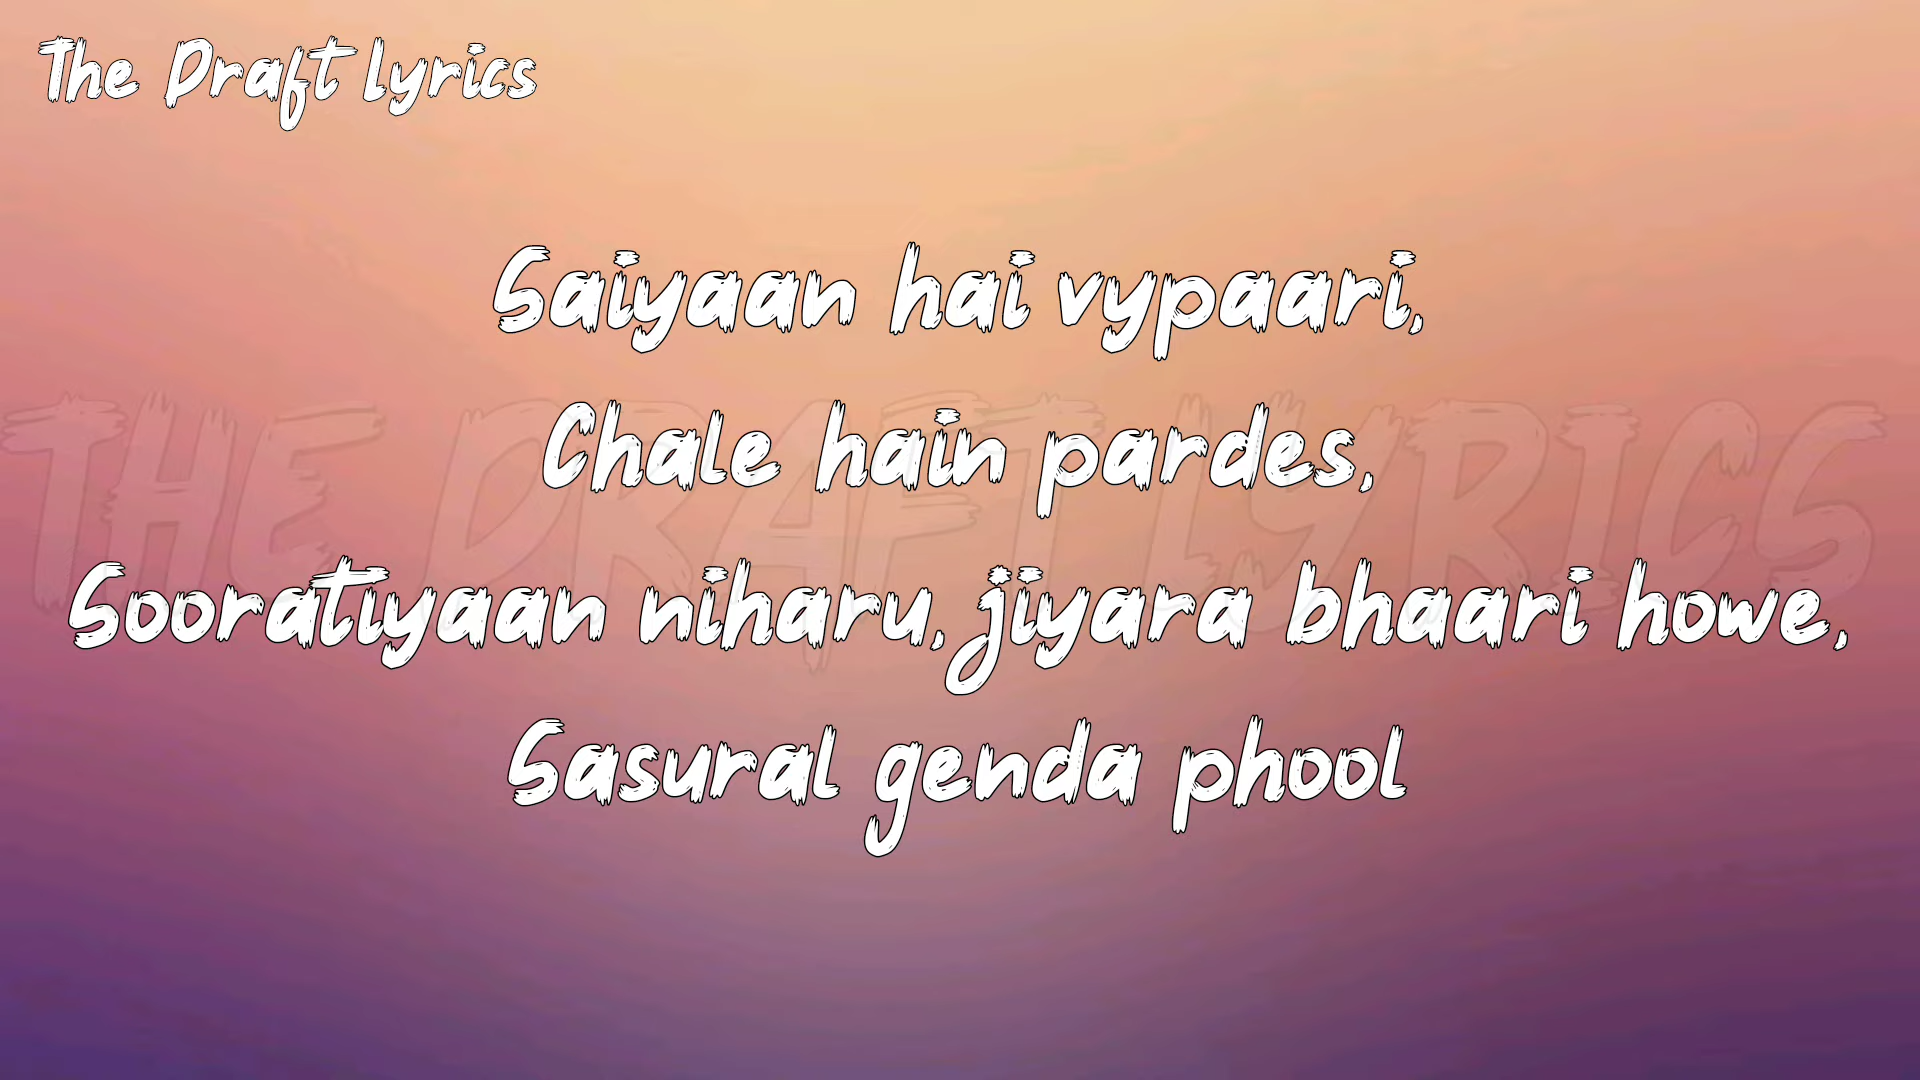 The Draft Lyrics
Saiyaan hai vypaari,
Chale hain pardes,
THE DRAFT LYRICS
Sooratiyaan niharu, jiyara bhaari howe,
Sasural genda phool